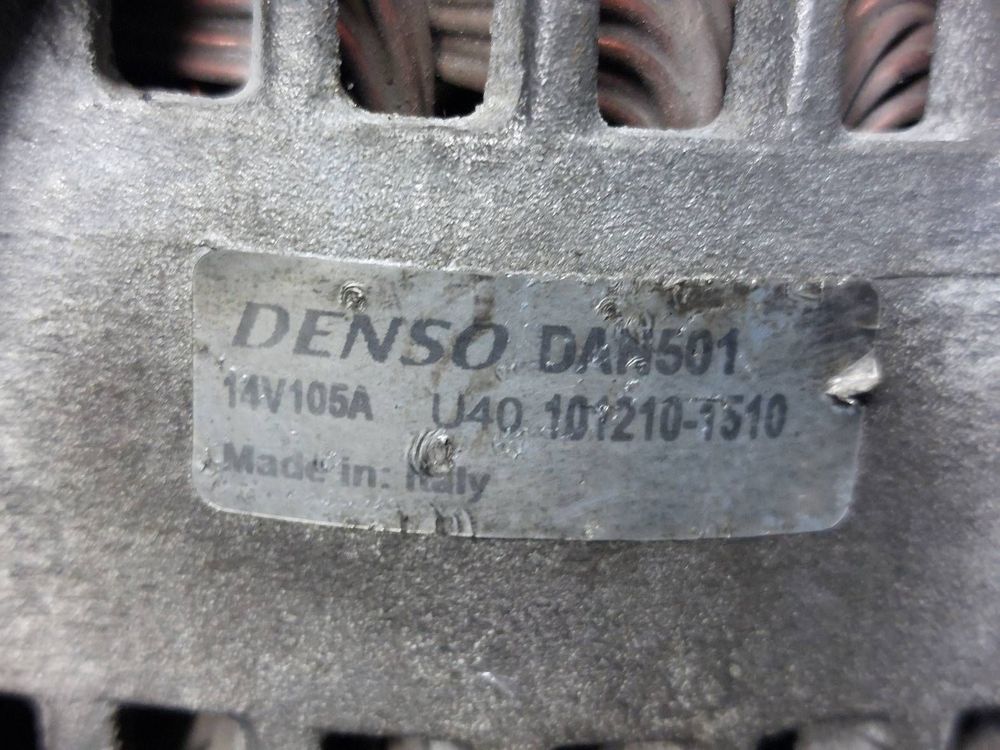 DENSO DAN501
14V105A U40 101210-1510
Made in: Italy